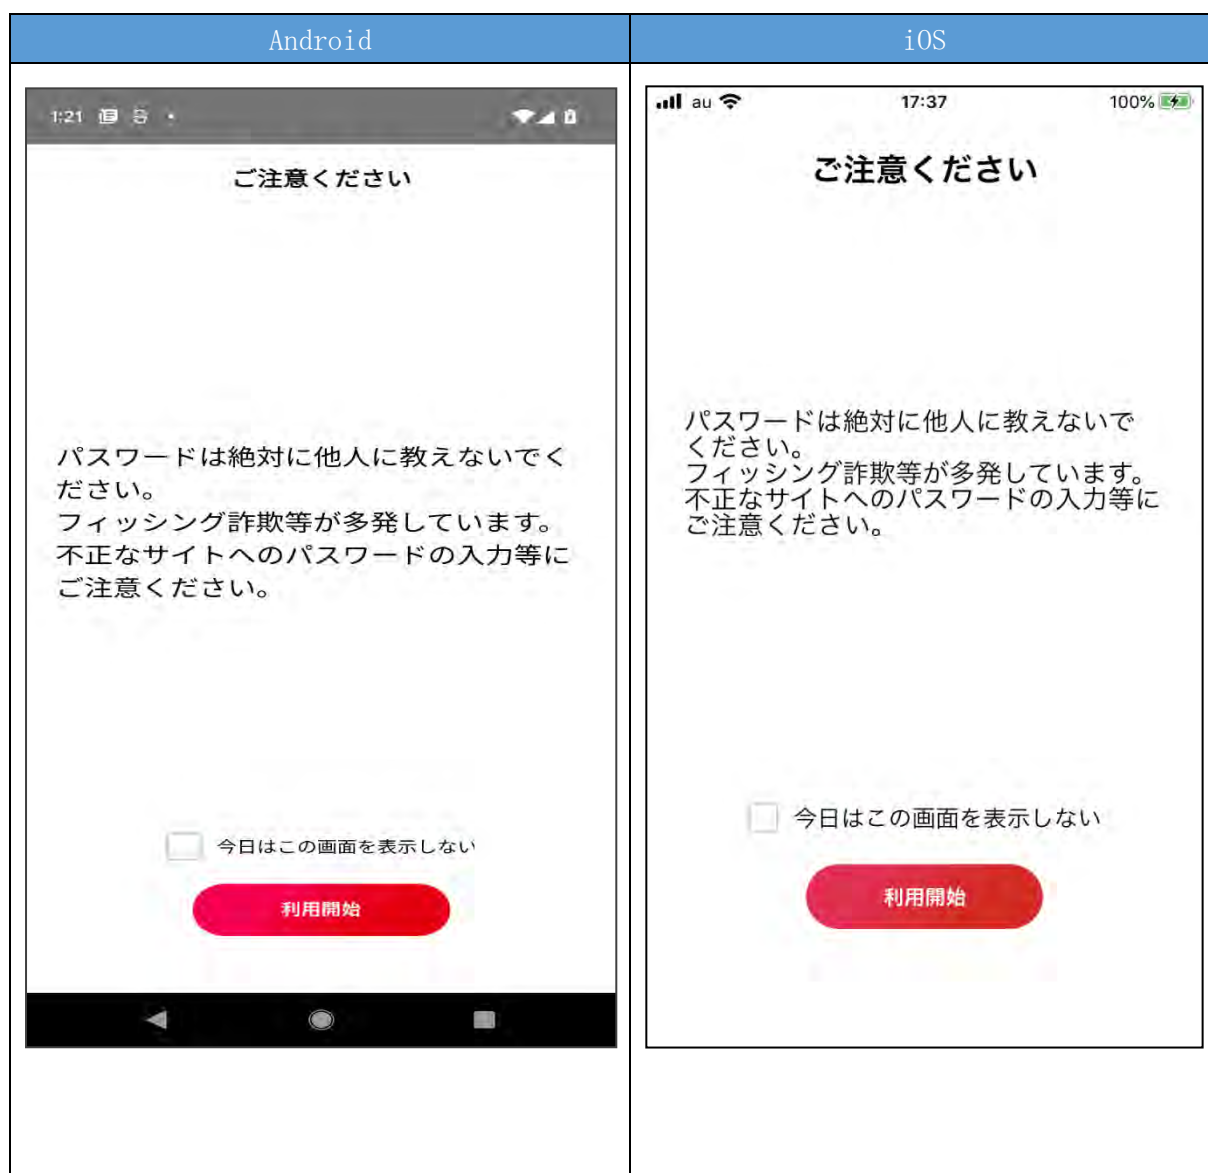 Android
iOS
1:21
ご注意ください
パスワードは絶対に他人に教えないでく
ださい。
フィッシング詐欺等が多発しています。
不正なサイトへのパスワードの入力等に
ご注意ください。
今日はこの画面を表示しない
利用開始
au 17:37 100%
ご注意ください
パスワードは絶対に他人に教えないで
ください。
フィッシング詐欺等が多発しています。
不正なサイトへのパスワードの入力等に
ご注意ください。
今日はこの画面を表示しない
利用開始